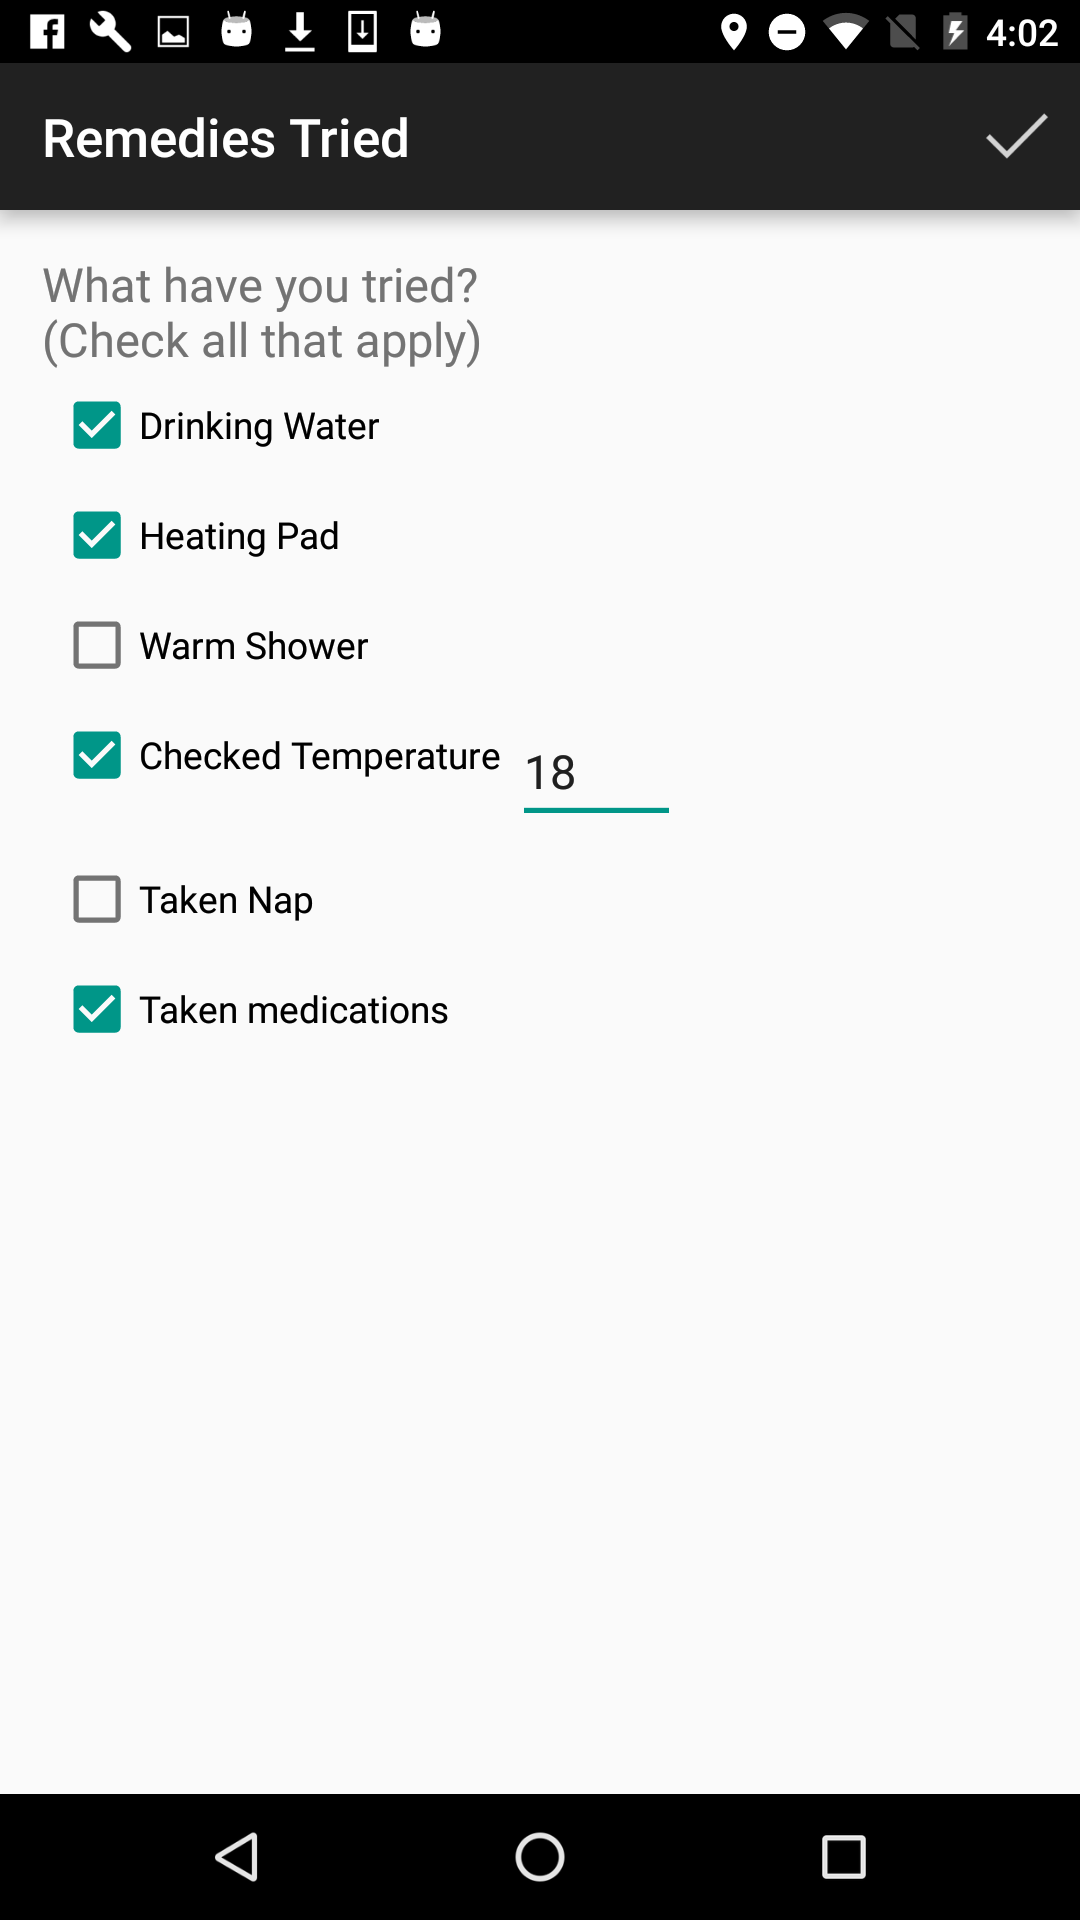 4:02
Remedies Tried
What have you tried?
(Check all that apply)
Drinking Water
Heating Pad
Warm Shower
Checked Temperature 18
Taken Nap
Taken medications